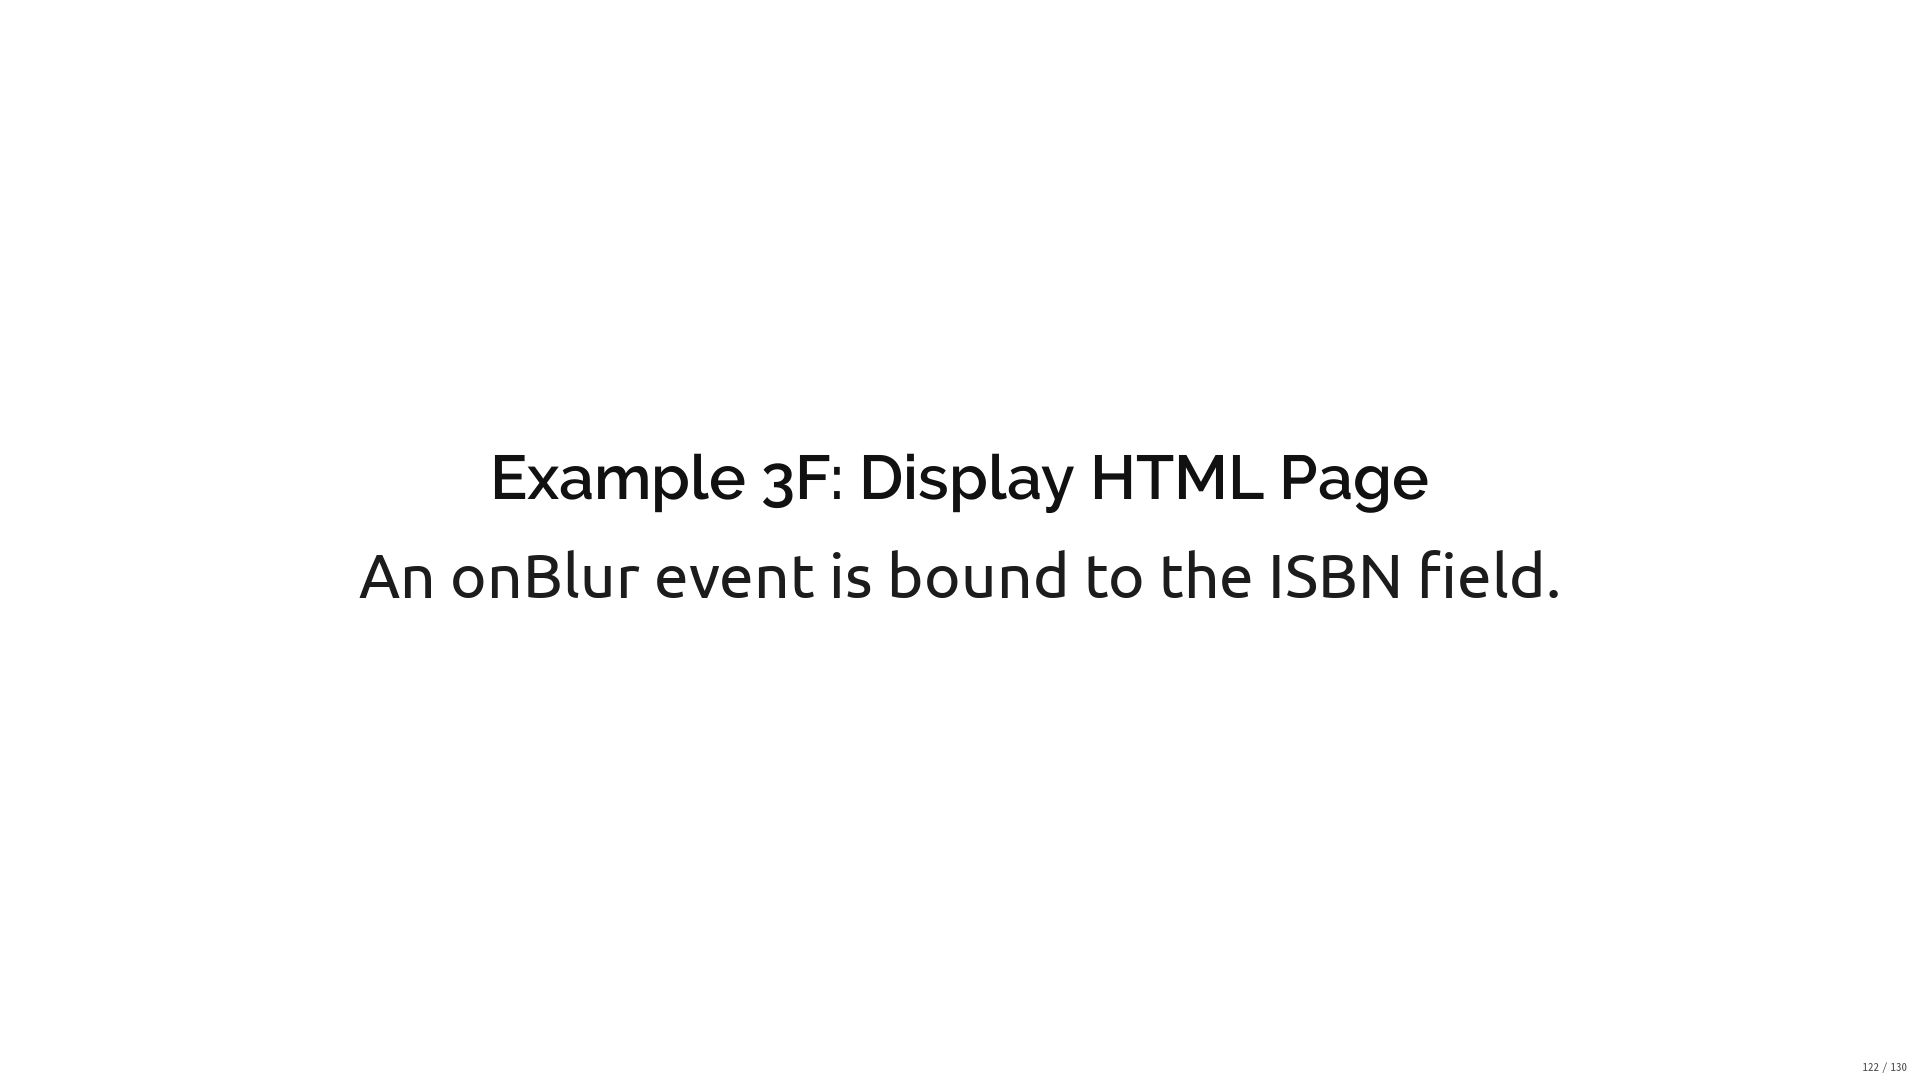 Example 3F: Display HTML Page
An onBlur event is bound to the ISBN field.
122 / 130